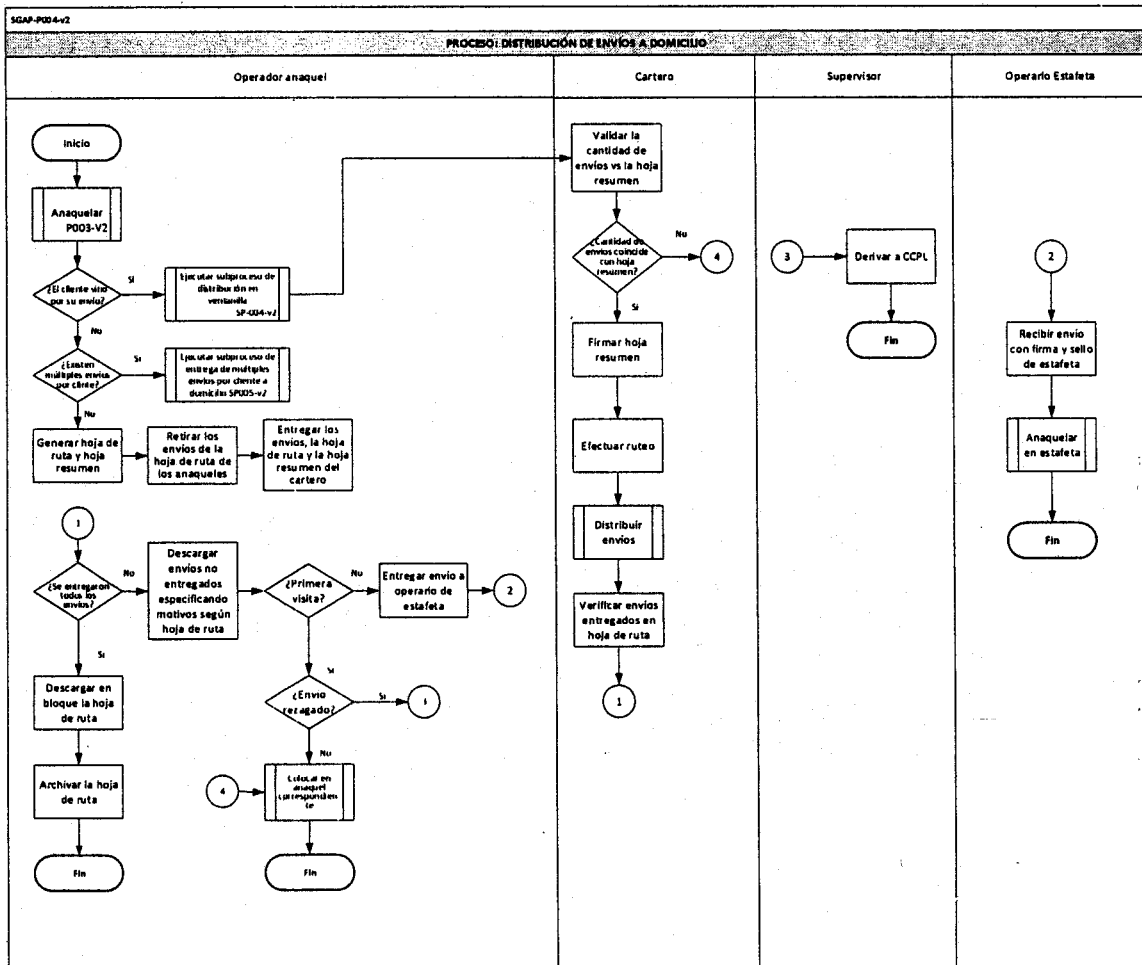 SGAP-P004-v2
PROCESO: DISTRIBUCIÓN DE ENVÍOS A DOMICILIO
Operador anaquel
Cartero
Supervisor
Operario Estafeta
Inicio
Anaquelar
P003-V2
¿El cliente vino
por su envío?
Sí
Ejecutar subproceso de
distribución en
ventanilla
SP-004-v2
No
¿Existen
múltiples envíos
por cliente?
Si
Ejecutar subproceso de
entrega de múltiples
envíos por cliente a
domicilio SP005-v2
No
Generar hoja de
ruta y hoja
resumen
Retirar los
envíos de la
hoja de ruta de
los anaqueles
Entregar los
envíos, la hoja
de ruta y la hoja
resumen del
cartero
1
¿Se entregaron
todos los
envíos?
No
Descargar
envíos no
entregados
especificando
motivos según
hoja de ruta
¿Primera
visita?
No
Entregar envío a
operario de
estafeta
2
Si
Descargar en
bloque la hoja
de ruta
Archivar la hoja
de ruta
Fin
Si
¿Envío
rezagado?
Si
3
No
4
Colocar en
anaquel
correspondien
te
Fin
Validar la
cantidad de
envíos vs la hoja
resumen
¿Cantidad de
envíos coincide
con hoja
resumen?
No
4
Si
Firmar hoja
resumen
Efectuar ruteo
Distribuir
envíos
Verificar envíos
entregados en
hoja de ruta
1
3
Derivar a CCPL
Fin
2
Recibir envío
con firma y sello
de estafeta
Anaquelar
en estafeta
Fin